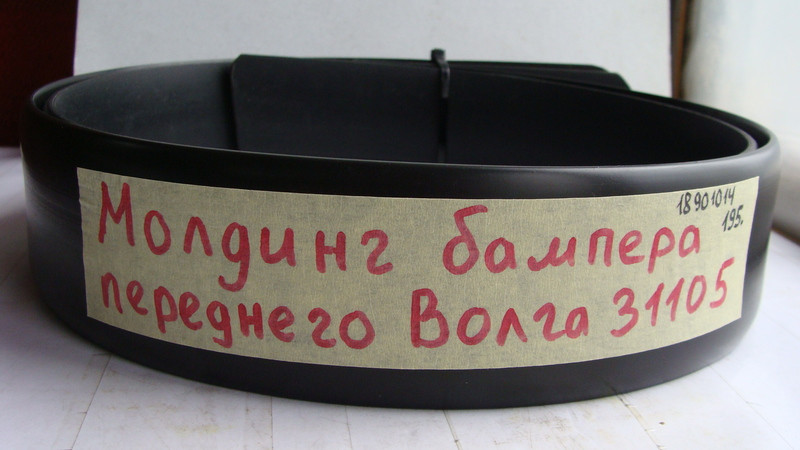 Молдинг бампера
18901014
195.
переднего Волга 31105